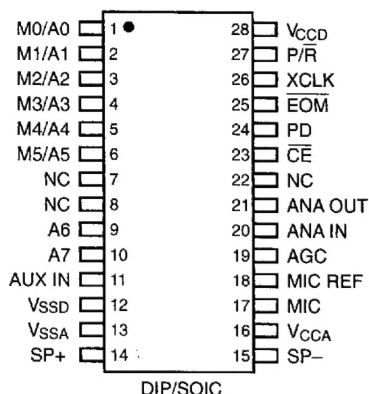 M0/A0 1 28 VCCD
M1/A1 2 27 P/R̅
M2/A2 3 26 XCLK
M3/A3 4 25 E̅O̅M̅
M4/A4 5 24 PD
M5/A5 6 23 C̅E̅
NC 7 22 NC
NC 8 21 ANA OUT
A6 9 20 ANA IN
A7 10 19 AGC
AUX IN 11 18 MIC REF
VSSD 12 17 MIC
VSSA 13 16 VCCA
SP+ 14 15 SP–
DIP/SOIC